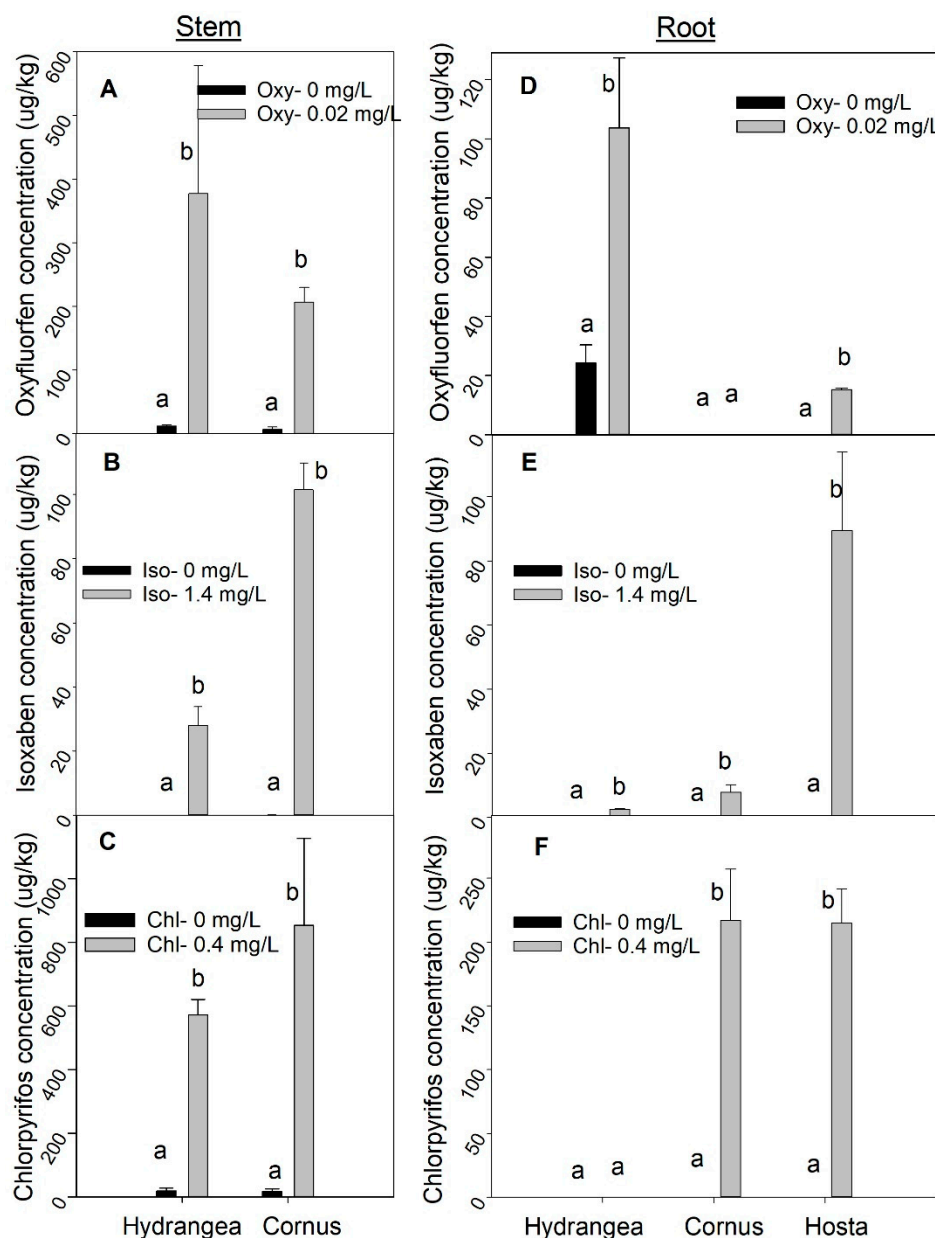 Stem
Root
A
Oxy- 0 mg/L
Oxy- 0.02 mg/L
Oxyfluorfen concentration (ug/kg)
600
500
400
300
200
100
0
a
b
a
b
D
Oxy- 0 mg/L
Oxy- 0.02 mg/L
Oxyfluorfen concentration (ug/kg)
120
100
80
60
40
20
0
a
b
a
a
a
b
B
Iso- 0 mg/L
Iso- 1.4 mg/L
Isoxaben concentration (ug/kg)
100
80
60
40
20
0
a
b
a
b
E
Iso- 0 mg/L
Iso- 1.4 mg/L
Isoxaben concentration (ug/kg)
100
80
60
40
20
0
a
b
a
b
a
b
C
Chl- 0 mg/L
Chl- 0.4 mg/L
Chlorpyrifos concentration (ug/kg)
1000
800
600
400
200
0
a
b
a
b
Hydrangea
Cornus
F
Chl- 0 mg/L
Chl- 0.4 mg/L
Chlorpyrifos concentration (ug/kg)
250
200
150
100
50
0
a
a
a
b
a
b
Hydrangea
Cornus
Hosta